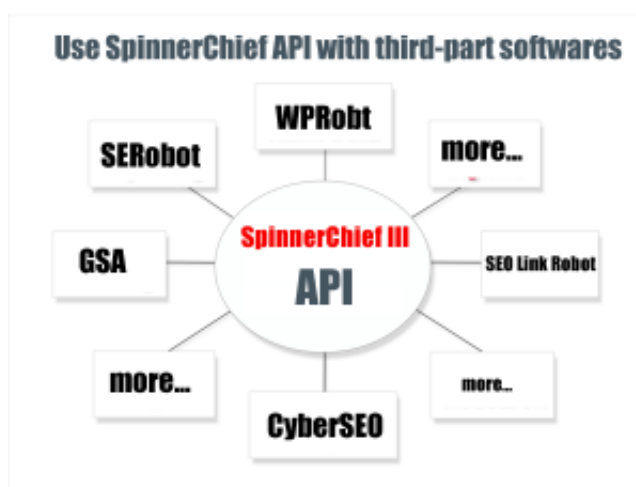 Use SpinnerChief API with third-part softwares
WPRobt
SERobot
more...
SpinnerChief III
API
GSA
SEO Link Robot
more...
more...
CyberSEO